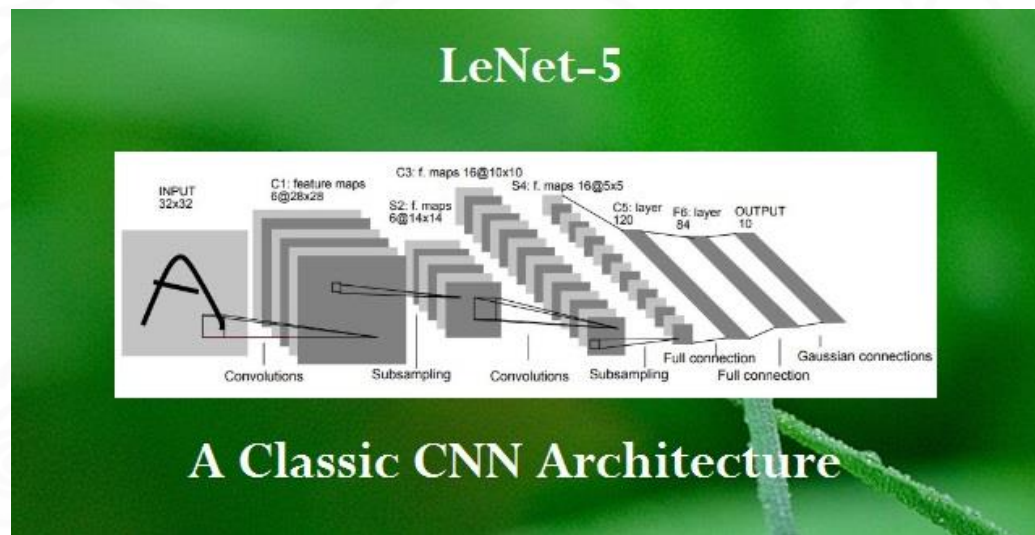 LeNet-5
INPUT
32x32
C1: feature maps
6@28x28
S2: f. maps
6@14x14
C3: f. maps 16@10x10
S4: f. maps 16@5x5
C5: layer
120
F6: layer
84
OUTPUT
10
Convolutions
Subsampling
Convolutions
Subsampling
Full connection
Full connection
Gaussian connections
A Classic CNN Architecture